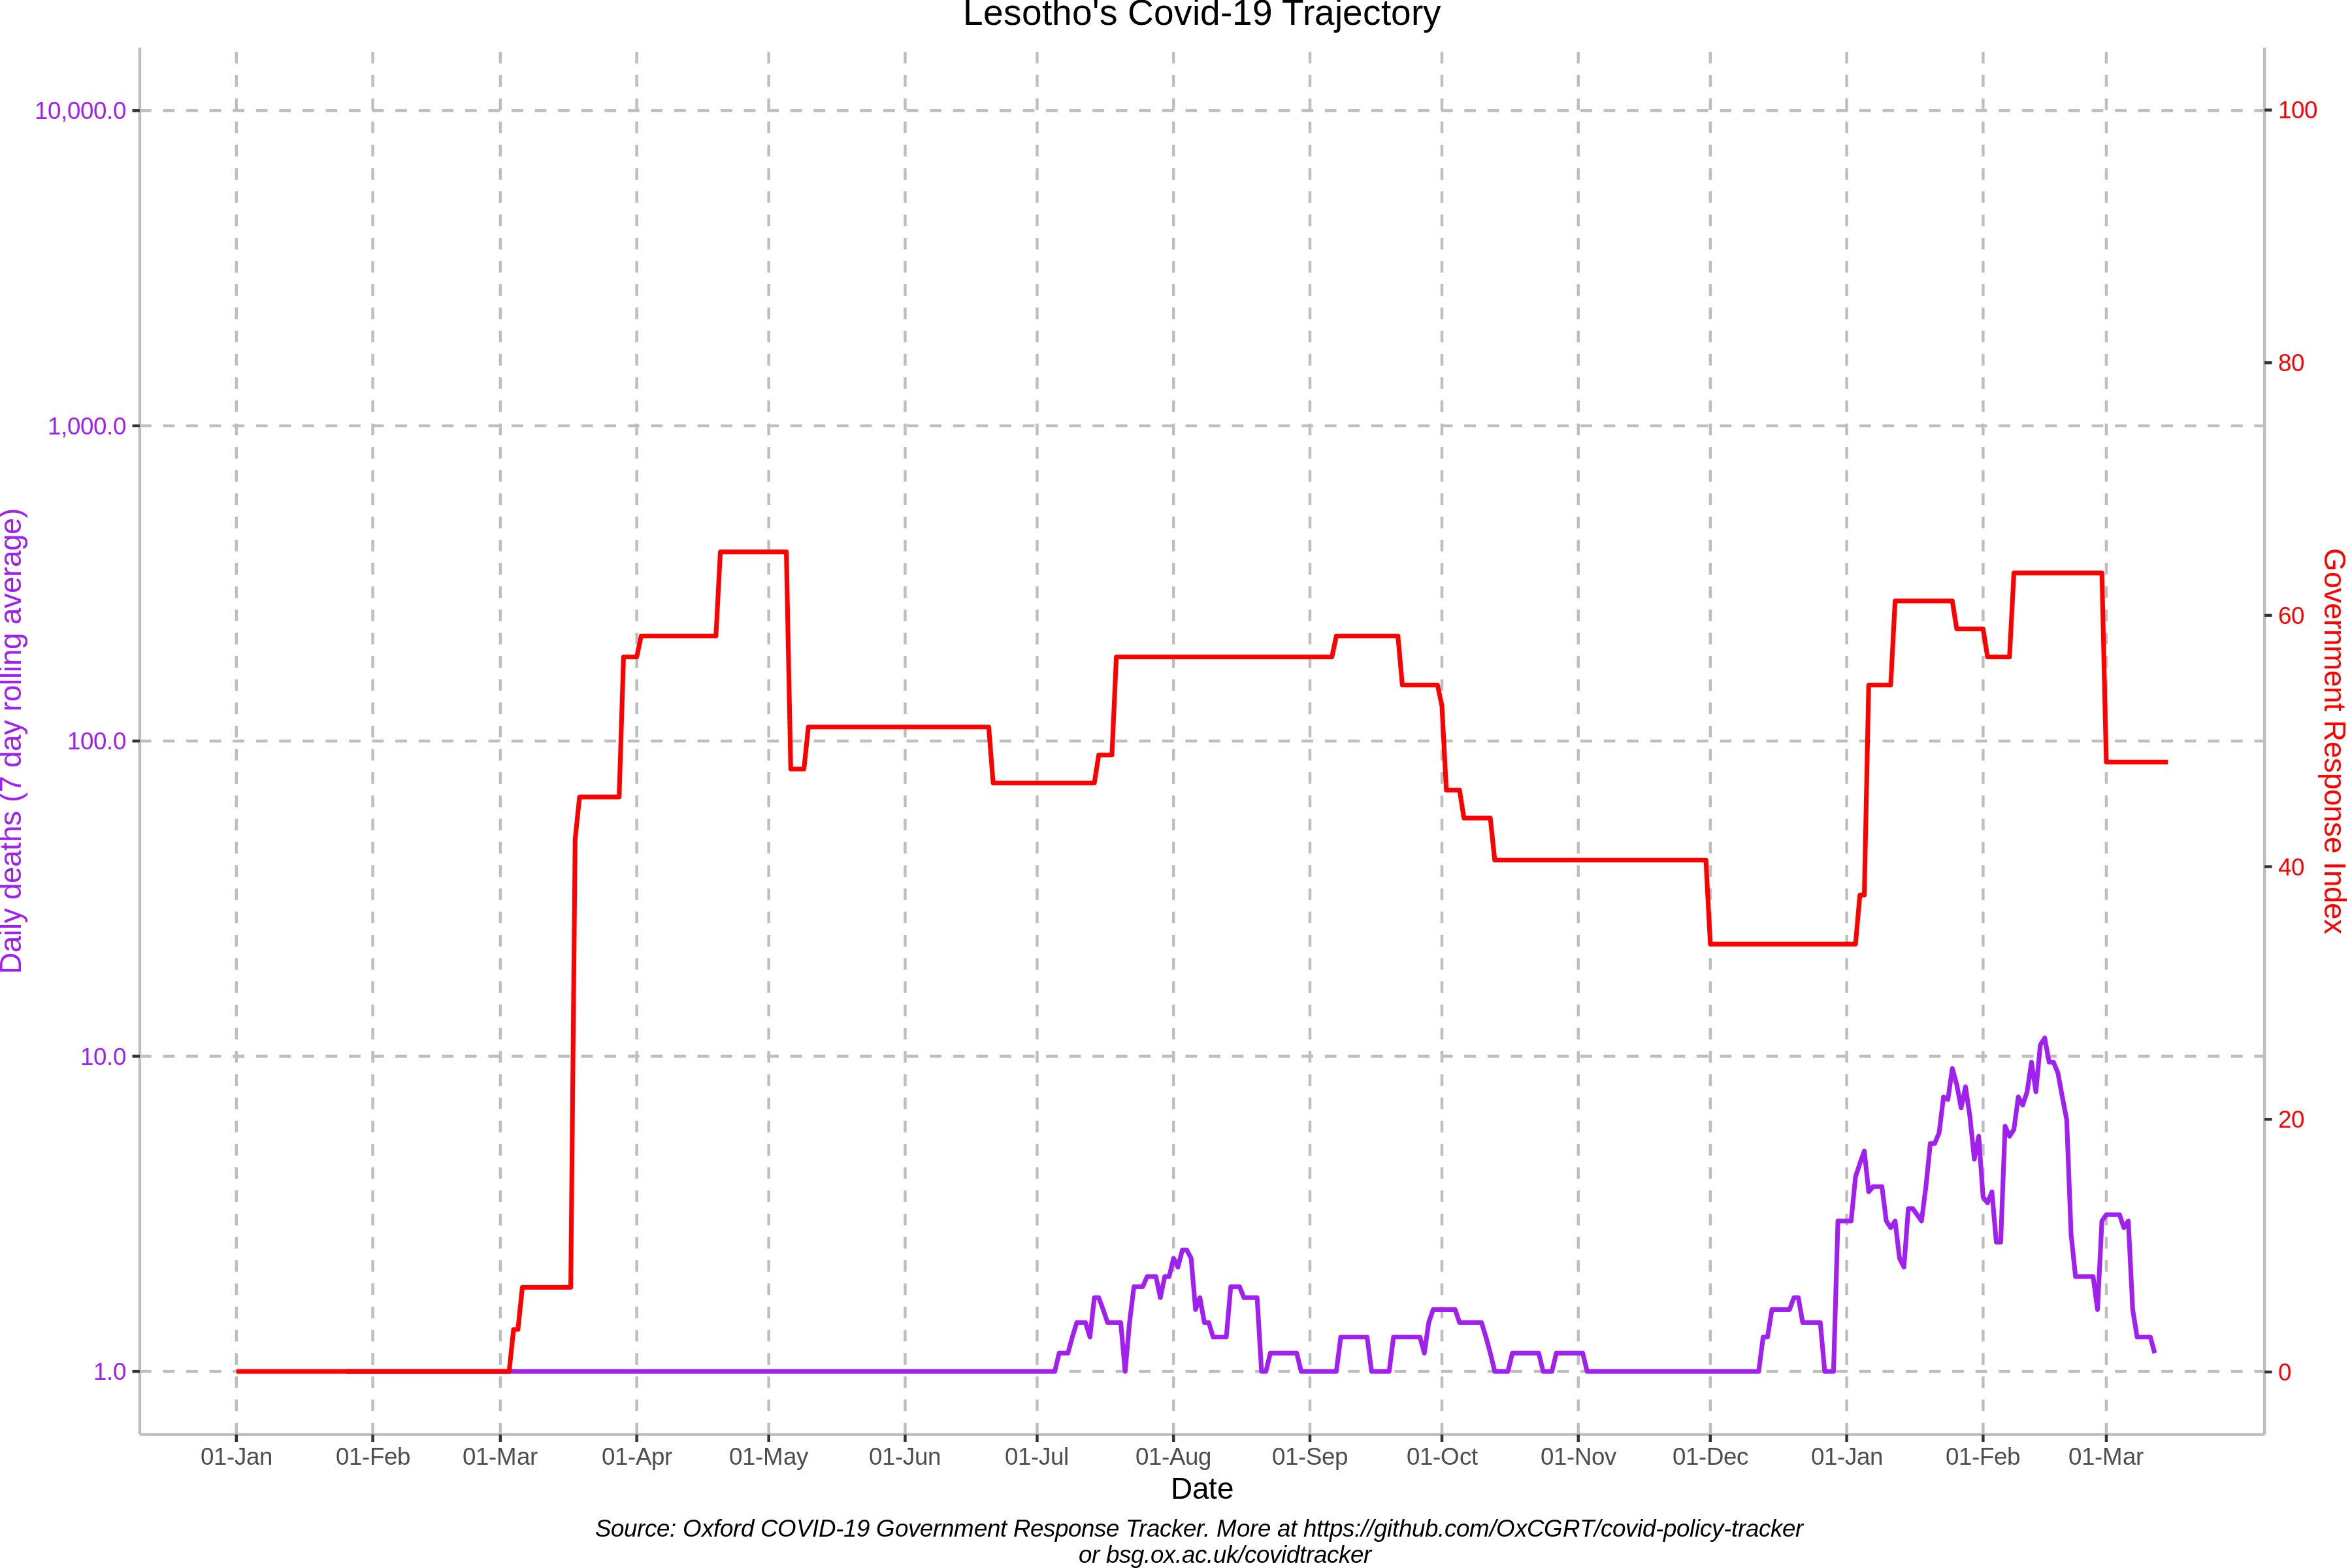 Lesotho's Covid-19 Trajectory
10,000.0
1,000.0
100.0
10.0
1.0
Daily deaths (7 day rolling average)
100
80
60
40
20
0
Government Response Index
01-Jan 01-Feb 01-Mar 01-Apr 01-May 01-Jun 01-Jul 01-Aug 01-Sep 01-Oct 01-Nov 01-Dec 01-Jan 01-Feb 01-Mar
Date
Source: Oxford COVID-19 Government Response Tracker. More at https://github.com/OxCGRT/covid-policy-tracker
or bsg.ox.ac.uk/covidtracker